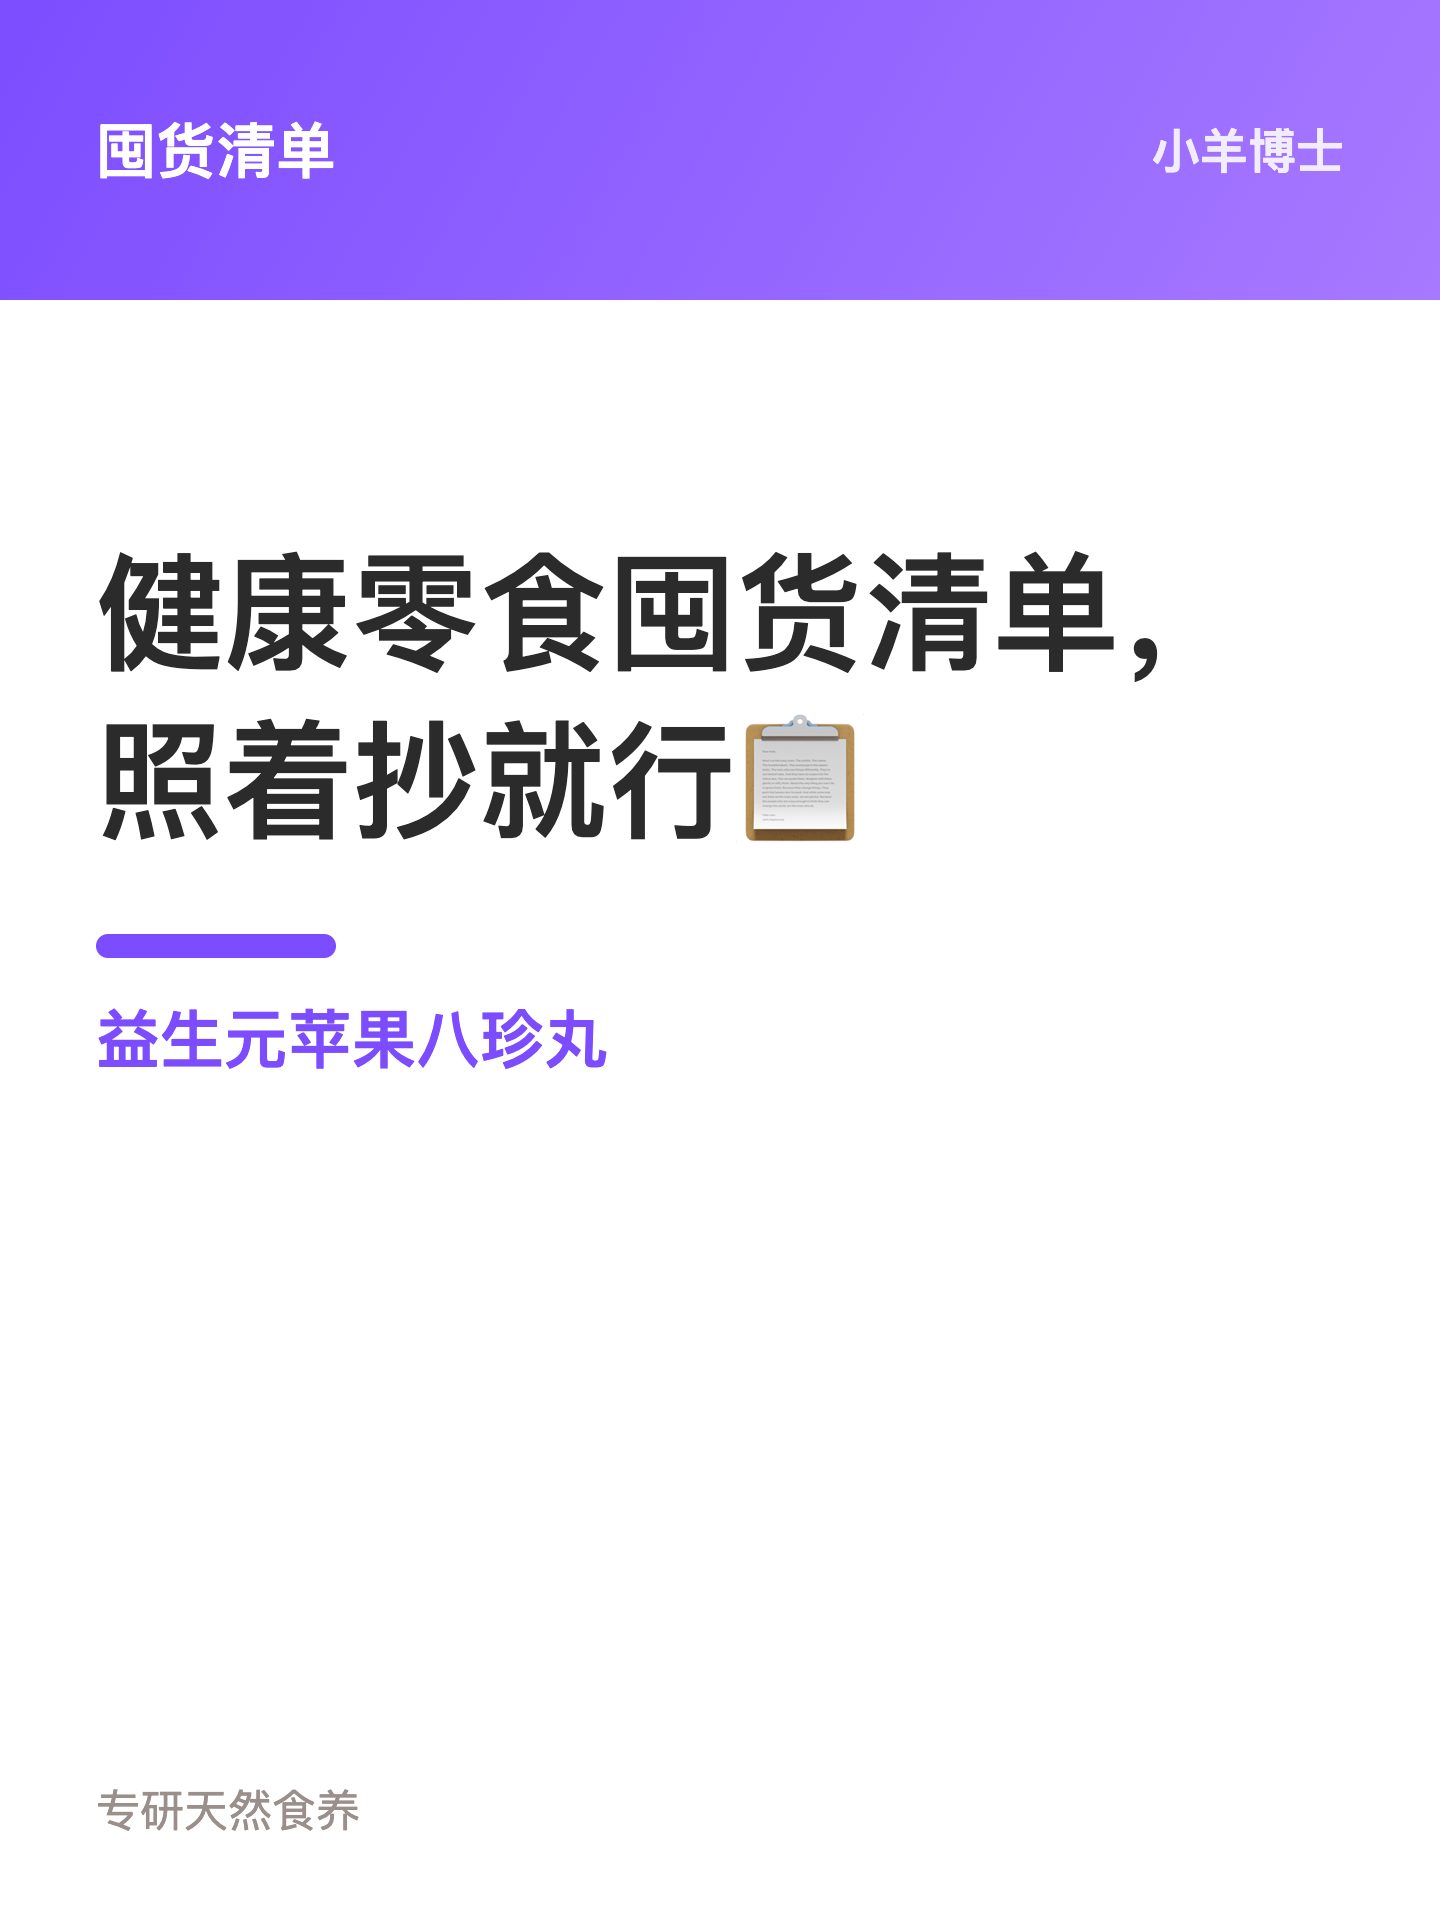 囤货清单
小羊博士
健康零食囤货清单，
照着抄就行📋
益生元苹果八珍丸
专研天然食养